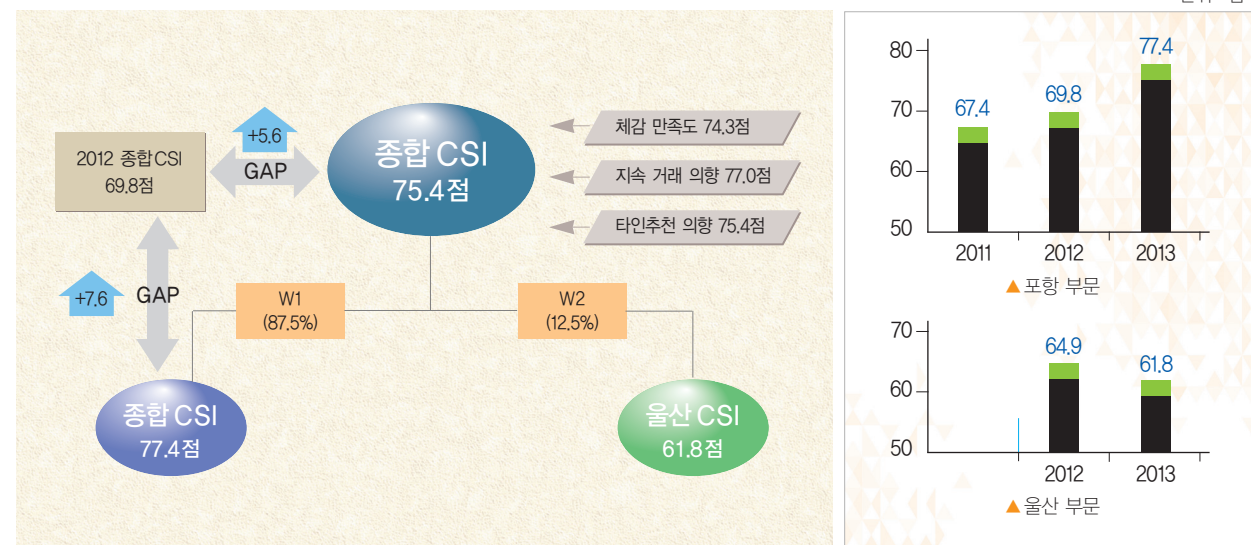 +5.6
2012 종합CSI
69.8점
GAP
종합 CSI
75.4점
체감 만족도 74.3점
지속 거래 의향 77.0점
타인추천 의향 75.4점
+7.6
GAP
W1
(87.5%)
W2
(12.5%)
종합 CSI
77.4점
울산 CSI
61.8점
80
70
60
50
67.4
69.8
77.4
2011
2012
2013
▲포항 부문
70
60
50
64.9
61.8
2012
2013
▲울산 부문